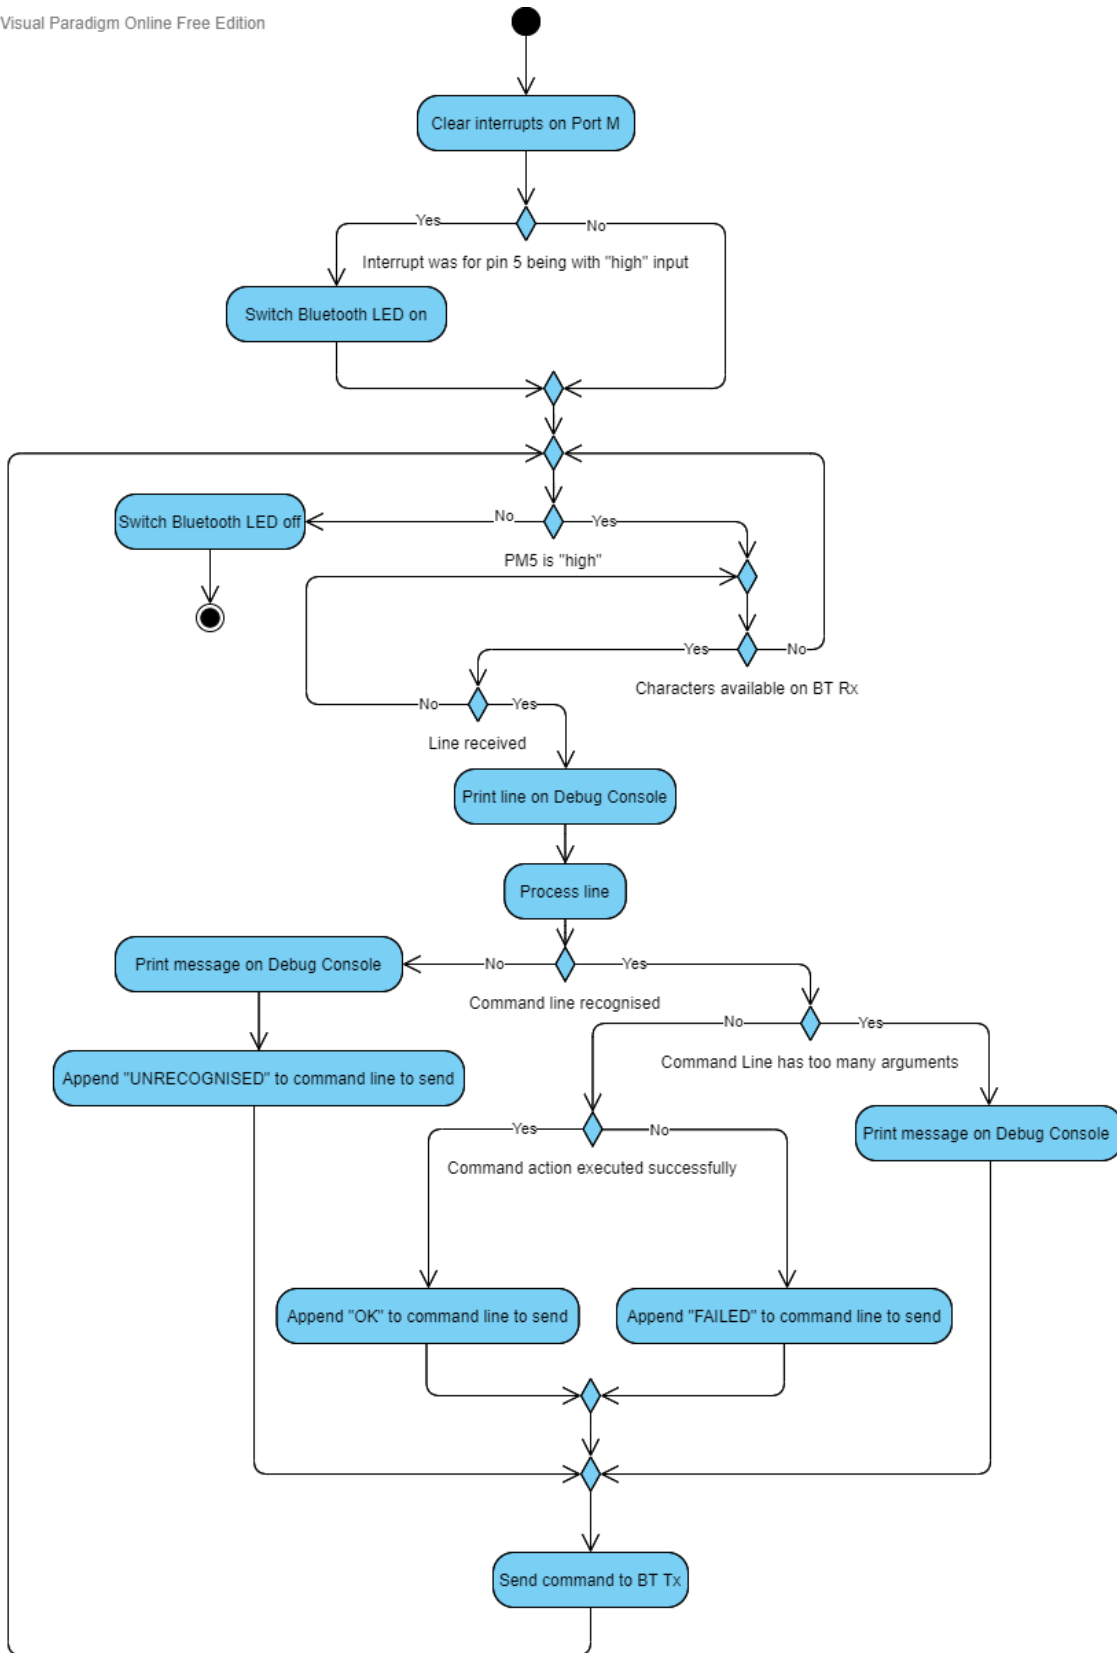 Visual Paradigm Online Free Edition
Clear interrupts on Port M
Yes
No
Interrupt was for pin 5 being with "high" input
Switch Bluetooth LED on
Switch Bluetooth LED off
No
Yes
PM5 is "high"
Yes
No
Characters available on BT Rx
No
Yes
Line received
Print line on Debug Console
Process line
Print message on Debug Console
No
Yes
Command line recognised
No
Yes
Command Line has too many arguments
Append "UNRECOGNISED" to command line to send
Yes
No
Print message on Debug Console
Command action executed successfully
Append "OK" to command line to send
Append "FAILED" to command line to send
Send command to BT Tx